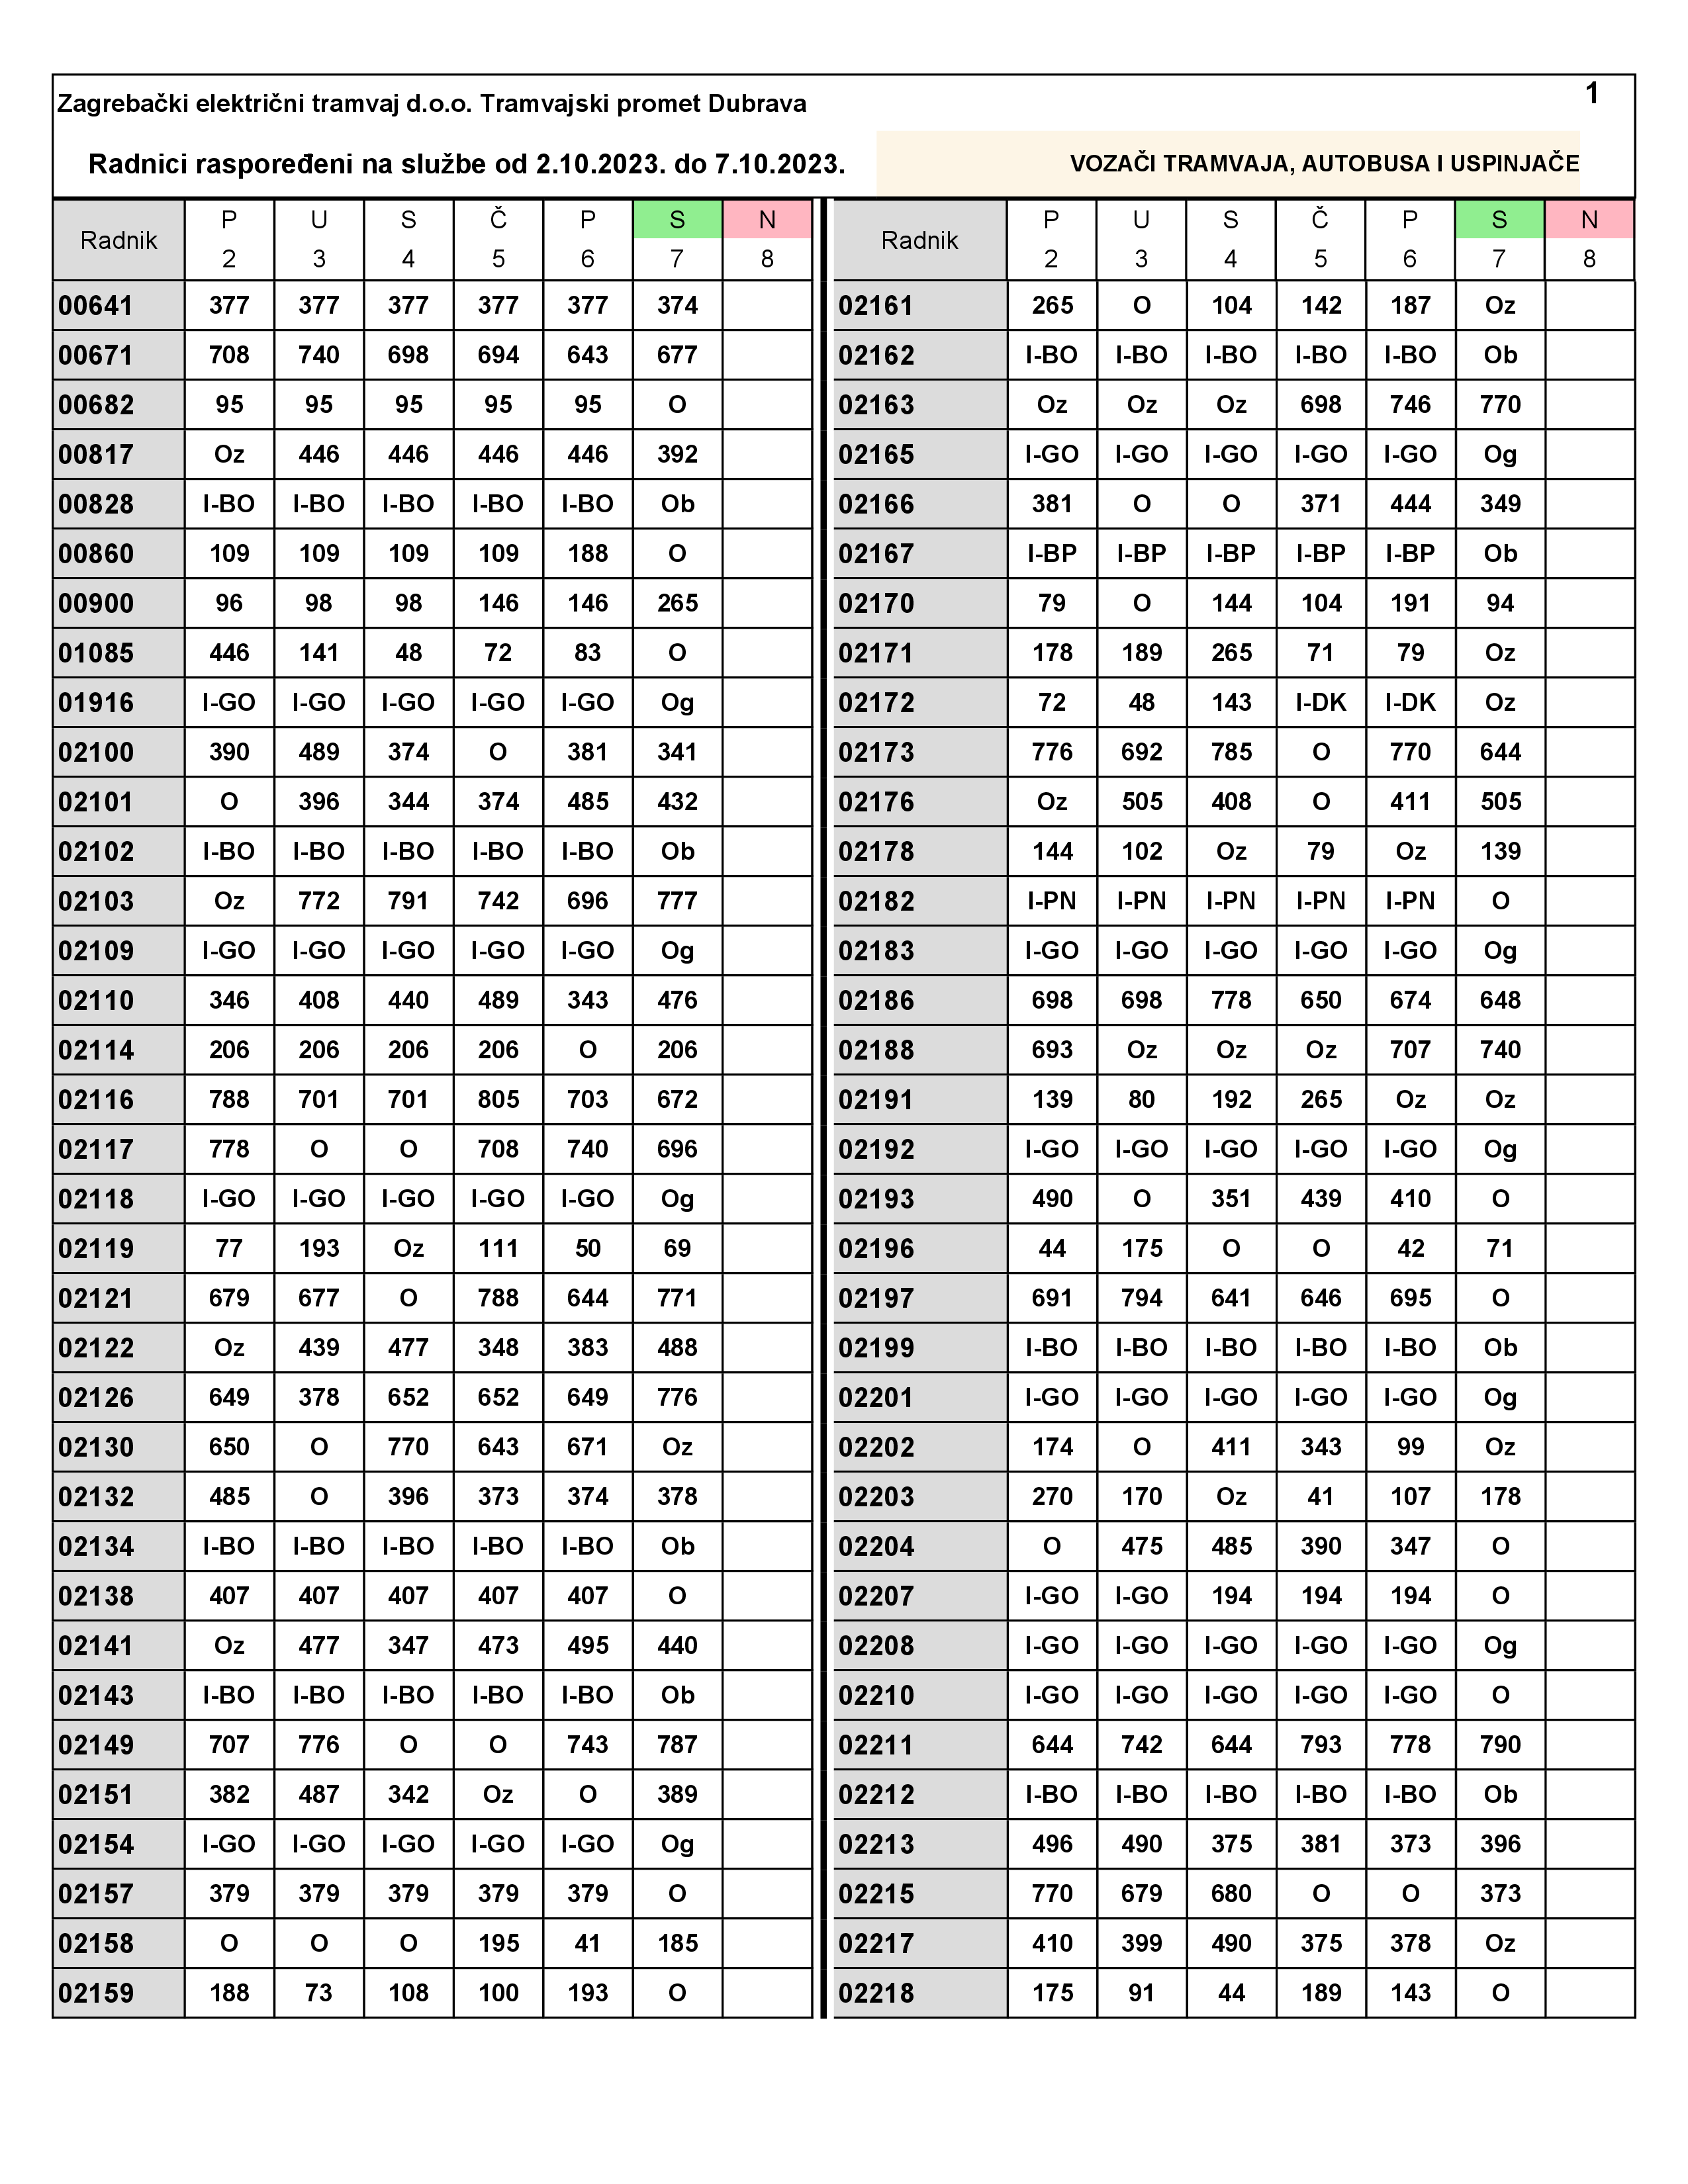 1
Zagrebački električni tramvaj d.o.o. Tramvajski promet Dubrava
Radnici raspoređeni na službe od 2.10.2023. do 7.10.2023. VOZAČI TRAMVAJA, AUTOBUSA I USPINJAČE
Radnik P U S Č P S N Radnik P U S Č P S N
2 3 4 5 6 7 8 2 3 4 5 6 7 8
00641 377 377 377 377 377 374 02161 265 O 104 142 187 Oz
00671 708 740 698 694 643 677 02162 I-BO I-BO I-BO I-BO I-BO Ob
00682 95 95 95 95 95 O 02163 Oz Oz Oz 698 746 770
00817 Oz 446 446 446 446 392 02165 I-GO I-GO I-GO I-GO I-GO Og
00828 I-BO I-BO I-BO I-BO I-BO Ob 02166 381 O O 371 444 349
00860 109 109 109 109 188 O 02167 I-BP I-BP I-BP I-BP I-BP Ob
00900 96 98 98 146 146 265 02170 79 O 144 104 191 94
01085 446 141 48 72 83 O 02171 178 189 265 71 79 Oz
01916 I-GO I-GO I-GO I-GO I-GO Og 02172 72 48 143 I-DK I-DK Oz
02100 390 489 374 O 381 341 02173 776 692 785 O 770 644
02101 O 396 344 374 485 432 02176 Oz 505 408 O 411 505
02102 I-BO I-BO I-BO I-BO I-BO Ob 02178 144 102 Oz 79 Oz 139
02103 Oz 772 791 742 696 777 02182 I-PN I-PN I-PN I-PN I-PN O
02109 I-GO I-GO I-GO I-GO I-GO Og 02183 I-GO I-GO I-GO I-GO I-GO Og
02110 346 408 440 489 343 476 02186 698 698 778 650 674 648
02114 206 206 206 206 O 206 02188 693 Oz Oz Oz 707 740
02116 788 701 701 805 703 672 02191 139 80 192 265 Oz Oz
02117 778 O O 708 740 696 02192 I-GO I-GO I-GO I-GO I-GO Og
02118 I-GO I-GO I-GO I-GO I-GO Og 02193 490 O 351 439 410 O
02119 77 193 Oz 111 50 69 02196 44 175 O O 42 71
02121 679 677 O 788 644 771 02197 691 794 641 646 695 O
02122 Oz 439 477 348 383 488 02199 I-BO I-BO I-BO I-BO I-BO Ob
02126 649 378 652 652 649 776 02201 I-GO I-GO I-GO I-GO I-GO Og
02130 650 O 770 643 671 Oz 02202 174 O 411 343 99 Oz
02132 485 O 396 373 374 378 02203 270 170 Oz 41 107 178
02134 I-BO I-BO I-BO I-BO I-BO Ob 02204 O 475 485 390 347 O
02138 407 407 407 407 407 O 02207 I-GO I-GO 194 194 194 O
02141 Oz 477 347 473 495 440 02208 I-GO I-GO I-GO I-GO I-GO Og
02143 I-BO I-BO I-BO I-BO I-BO Ob 02210 I-GO I-GO I-GO I-GO I-GO O
02149 707 776 O O 743 787 02211 644 742 644 793 778 790
02151 382 487 342 Oz O 389 02212 I-BO I-BO I-BO I-BO I-BO Ob
02154 I-GO I-GO I-GO I-GO I-GO Og 02213 496 490 375 381 373 396
02157 379 379 379 379 379 O 02215 770 679 680 O O 373
02158 O O O 195 41 185 02217 410 399 490 375 378 Oz
02159 188 73 108 100 193 O 02218 175 91 44 189 143 O